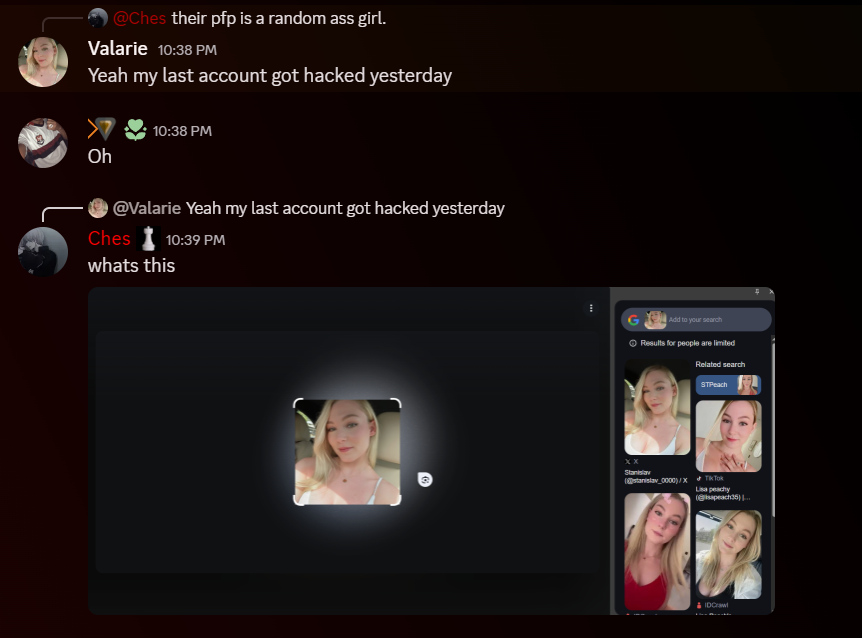 @Ches their pfp is a random ass girl.
Valarie 10:38 PM
Yeah my last account got hacked yesterday
10:38 PM
Oh
@Valarie Yeah my last account got hacked yesterday
Ches 10:39 PM
whats this
Add to your search
Results for people are limited
Related search
STPeach
X
Stanislav
(@stanislav_0000) / X
TikTok
Lisa peachy
(@lisapeach35) |...
IDCrawl